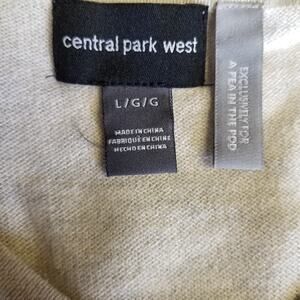 central park west
L/G/G
MADE IN CHINA
FABRIQUÉ EN CHINE
HECHO EN CHINA
EXCLUSIVELY FOR
A PEA IN THE POD